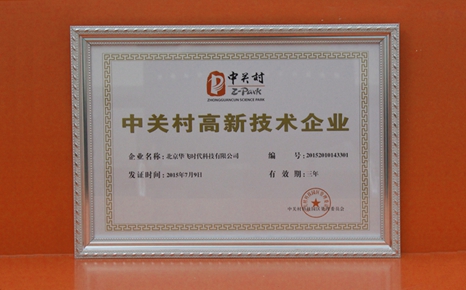 中关村
Z-Park
ZHONGGUANCUN SCIENCE PARK
中关村高新技术企业
企业名称:北京华飞时代科技有限公司 编 号:20152010143301
发证时间:2015年7月9日 有 效 期:三年